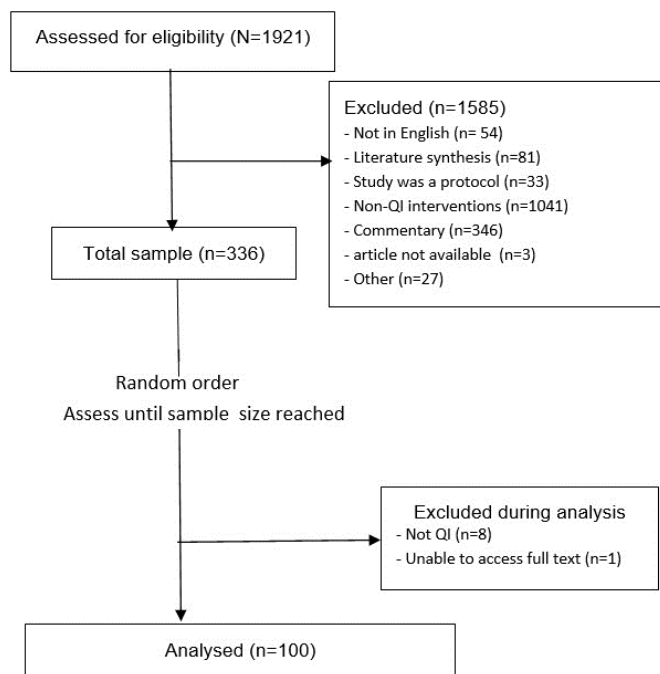 Assessed for eligibility (N=1921)
Excluded (n=1585)
- Not in English (n= 54)
- Literature synthesis (n=81)
- Study was a protocol (n=33)
- Non-QI interventions (n=1041)
- Commentary (n=346)
- article not available (n=3)
- Other (n=27)
Total sample (n=336)
Random order
Assess until sample size reached
Excluded during analysis
- Not QI (n=8)
- Unable to access full text (n=1)
Analysed (n=100)